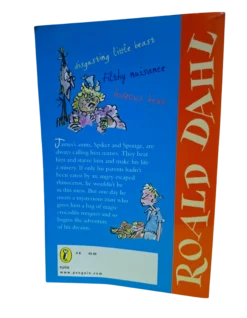 disgusting little beast
filthy nuisance
James's aunts, Spiker and Sponge, are
always calling him names. They beat
him and starve him and make his life
a misery. If only his parents hadn't
been eaten by an angry escaped
rhinoceros, he wouldn't be
in this mess. But one day he
meets a mysterious man who
gives him a bag of magic
crocodile tongues and so
begins the adventure
of his dreams.
ROALD DAHL
PUFFIN
www.penguin.com